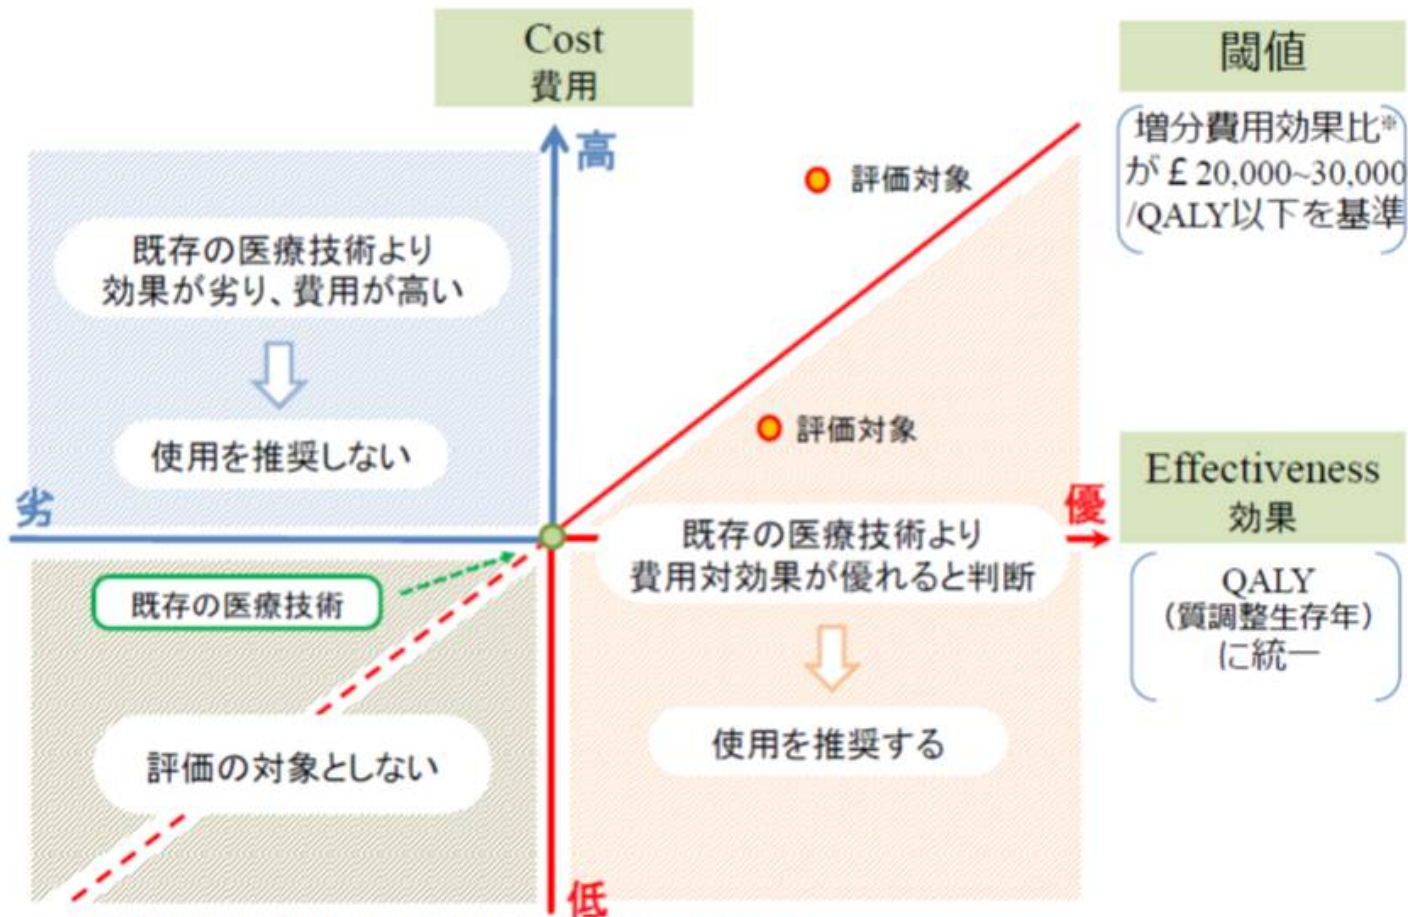 Cost
費用
閾値
増分費用効果比※
が£20,000~30,000
/QALY以下を基準
高
評価対象
既存の医療技術より
効果が劣り、費用が高い
使用を推奨しない
評価対象
劣
優
Effectiveness
効果
既存の医療技術より
費用対効果が優れると判断
QALY
（質調整生存年）
に統一
既存の医療技術
使用を推奨する
評価の対象としない
低